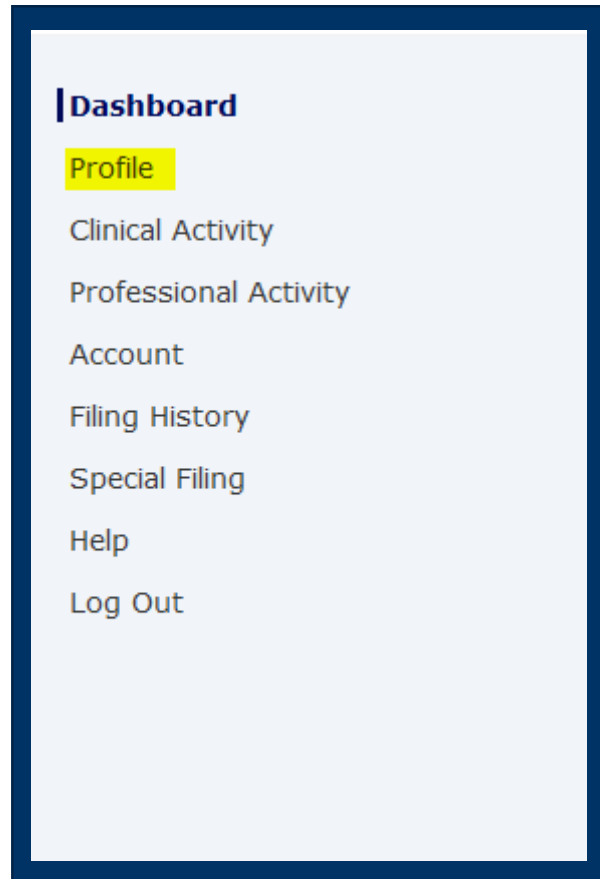 Dashboard
Profile
Clinical Activity
Professional Activity
Account
Filing History
Special Filing
Help
Log Out